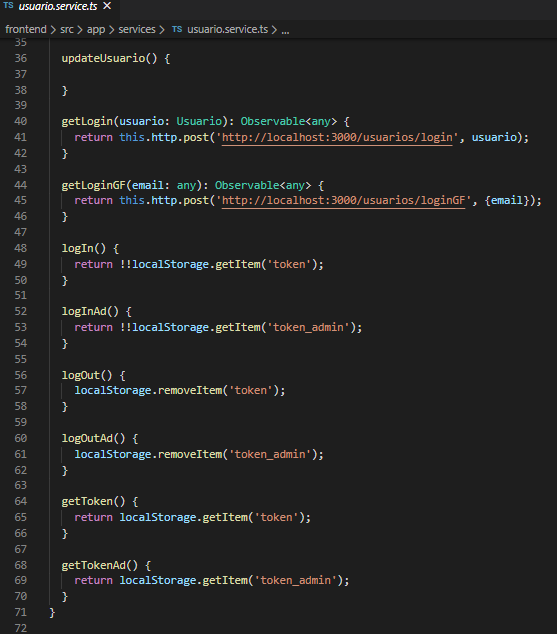 TS usuario.service.ts ×
frontend > src > app > services > TS usuario.service.ts > ...
35
36 updateUsuario() {
37
38 }
39
40 getLogin(usuario: Usuario): Observable<any> {
41 return this.http.post('http://localhost:3000/usuarios/login', usuario);
42 }
43
44 getLoginGF(email: any): Observable<any> {
45 return this.http.post('http://localhost:3000/usuarios/loginGF', {email});
46 }
47
48 logIn() {
49 return !!localStorage.getItem('token');
50 }
51
52 logInAd() {
53 return !!localStorage.getItem('token_admin');
54 }
55
56 logOut() {
57 localStorage.removeItem('token');
58 }
59
60 logOutAd() {
61 localStorage.removeItem('token_admin');
62 }
63
64 getToken() {
65 return localStorage.getItem('token');
66 }
67
68 getTokenAd() {
69 return localStorage.getItem('token_admin');
70 }
71 }
72